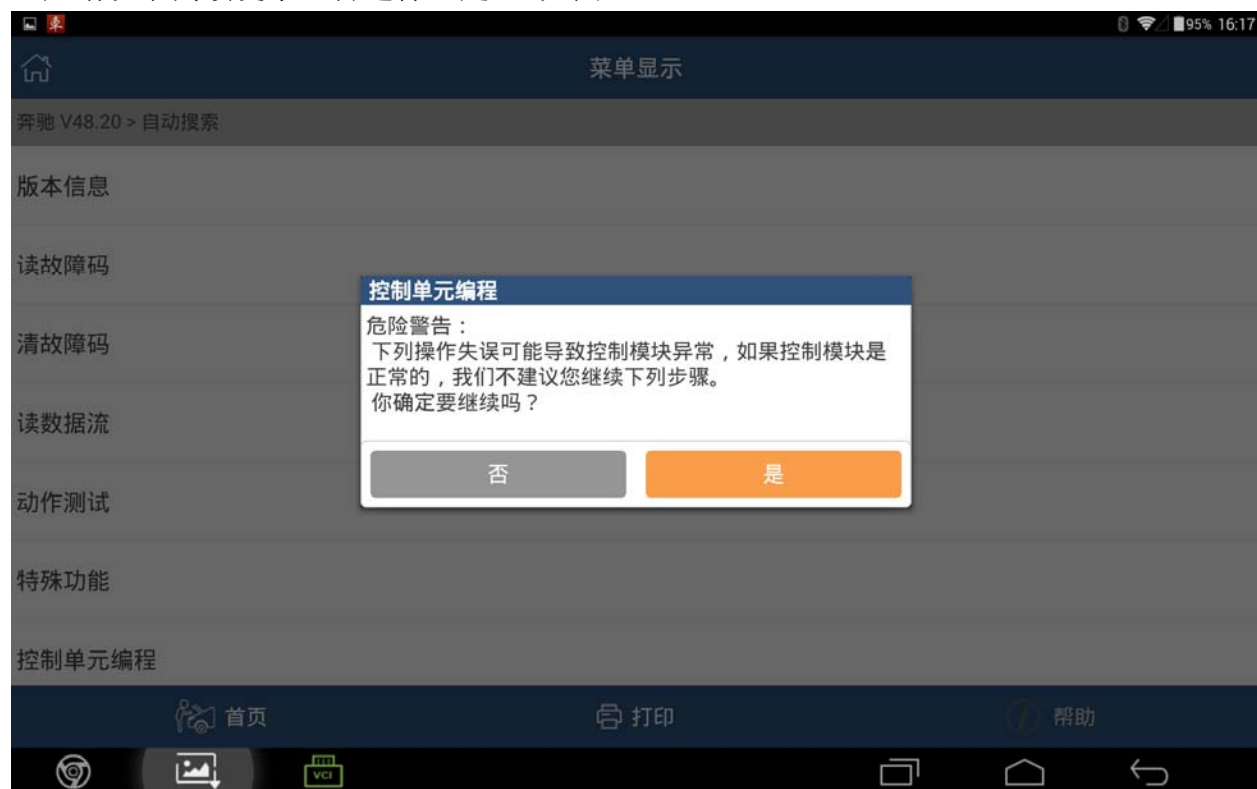 車
95% 16:17
菜单显示
奔驰 V48.20 > 自动搜索
版本信息
读故障码
清故障码
读数据流
动作测试
特殊功能
控制单元编程
控制单元编程
危险警告：
下列操作失误可能导致控制模块异常，如果控制模块是
正常的，我们不建议您继续下列步骤。
你确定要继续吗？
否
是
首页
打印
帮助
VCI